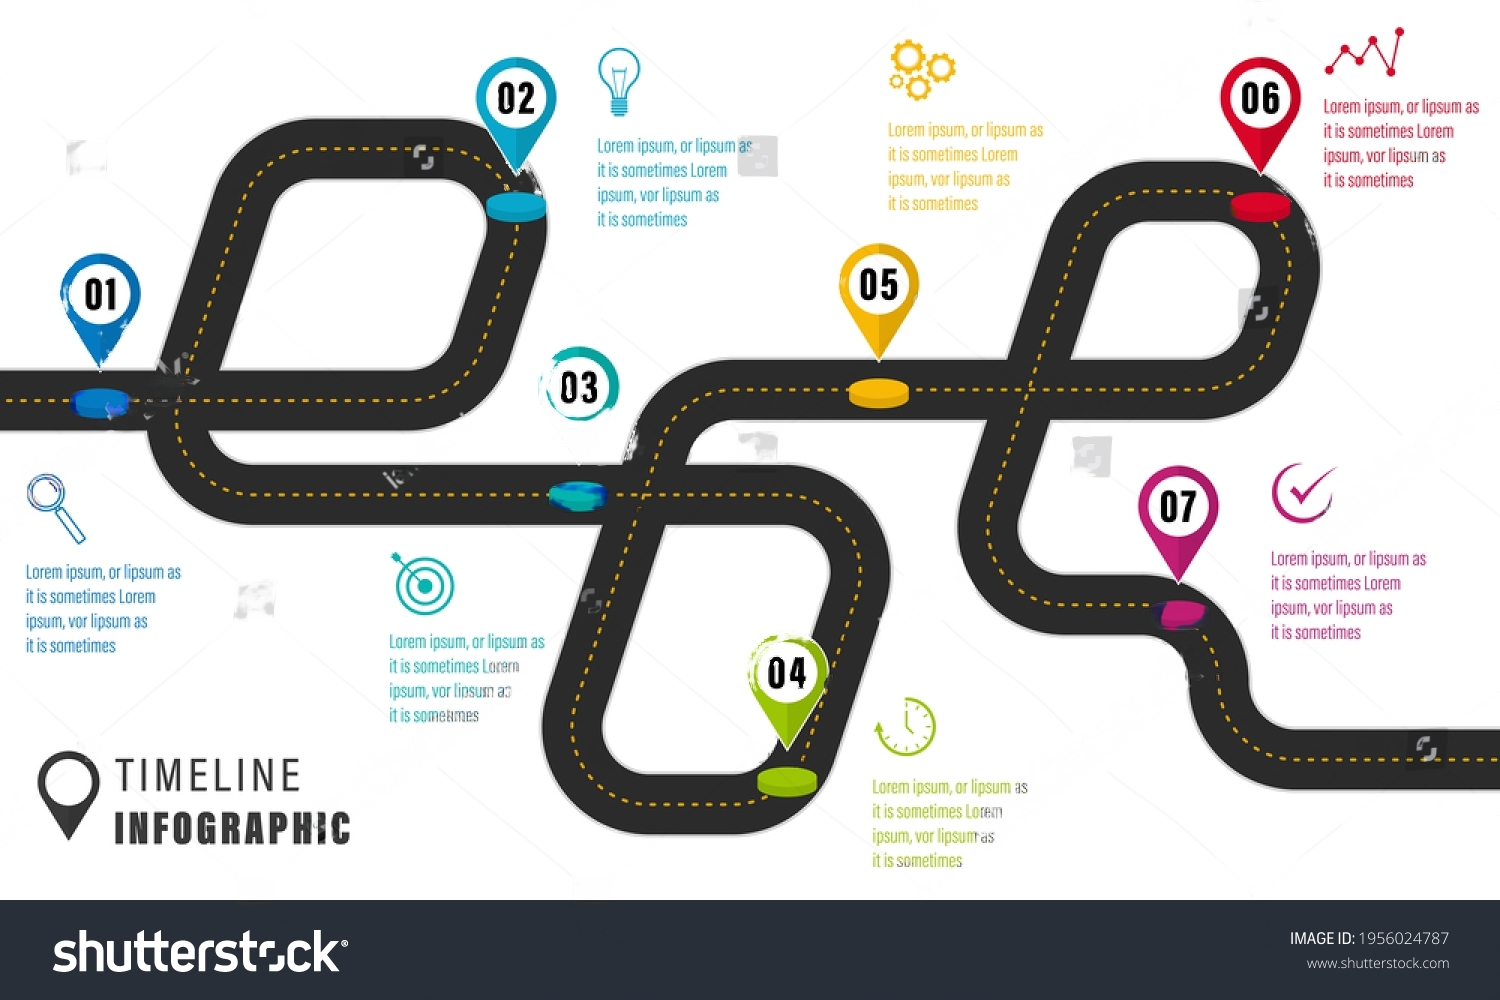 01
02
Lorem ipsum, or lipsum as
it is sometimes Lorem
ipsum, vor lipsum as
it is sometimes
Lorem ipsum, or lipsum as
it is sometimes Lorem
ipsum, vor lipsum as
it is sometimes
06
Lorem ipsum, or lipsum as
it is sometimes Lorem
ipsum, vor lipsum as
it is sometimes
05
03
07
Lorem ipsum, or lipsum as
it is sometimes Lorem
ipsum, vor lipsum as
it is sometimes
Lorem ipsum, or lipsum as
it is sometimes Lorem
ipsum, vor lipsum as
it is sometimes
Lorem ipsum, or lipsum as
it is sometimes Lorem
ipsum, vor lipsum as
it is sometimes
04
Lorem ipsum, or lipsum as
it is sometimes Lorem
ipsum, vor lipsum as
it is sometimes
TIMELINE
INFOGRAPHIC
shutterstock
IMAGE ID: 1956024787
www.shutterstock.com